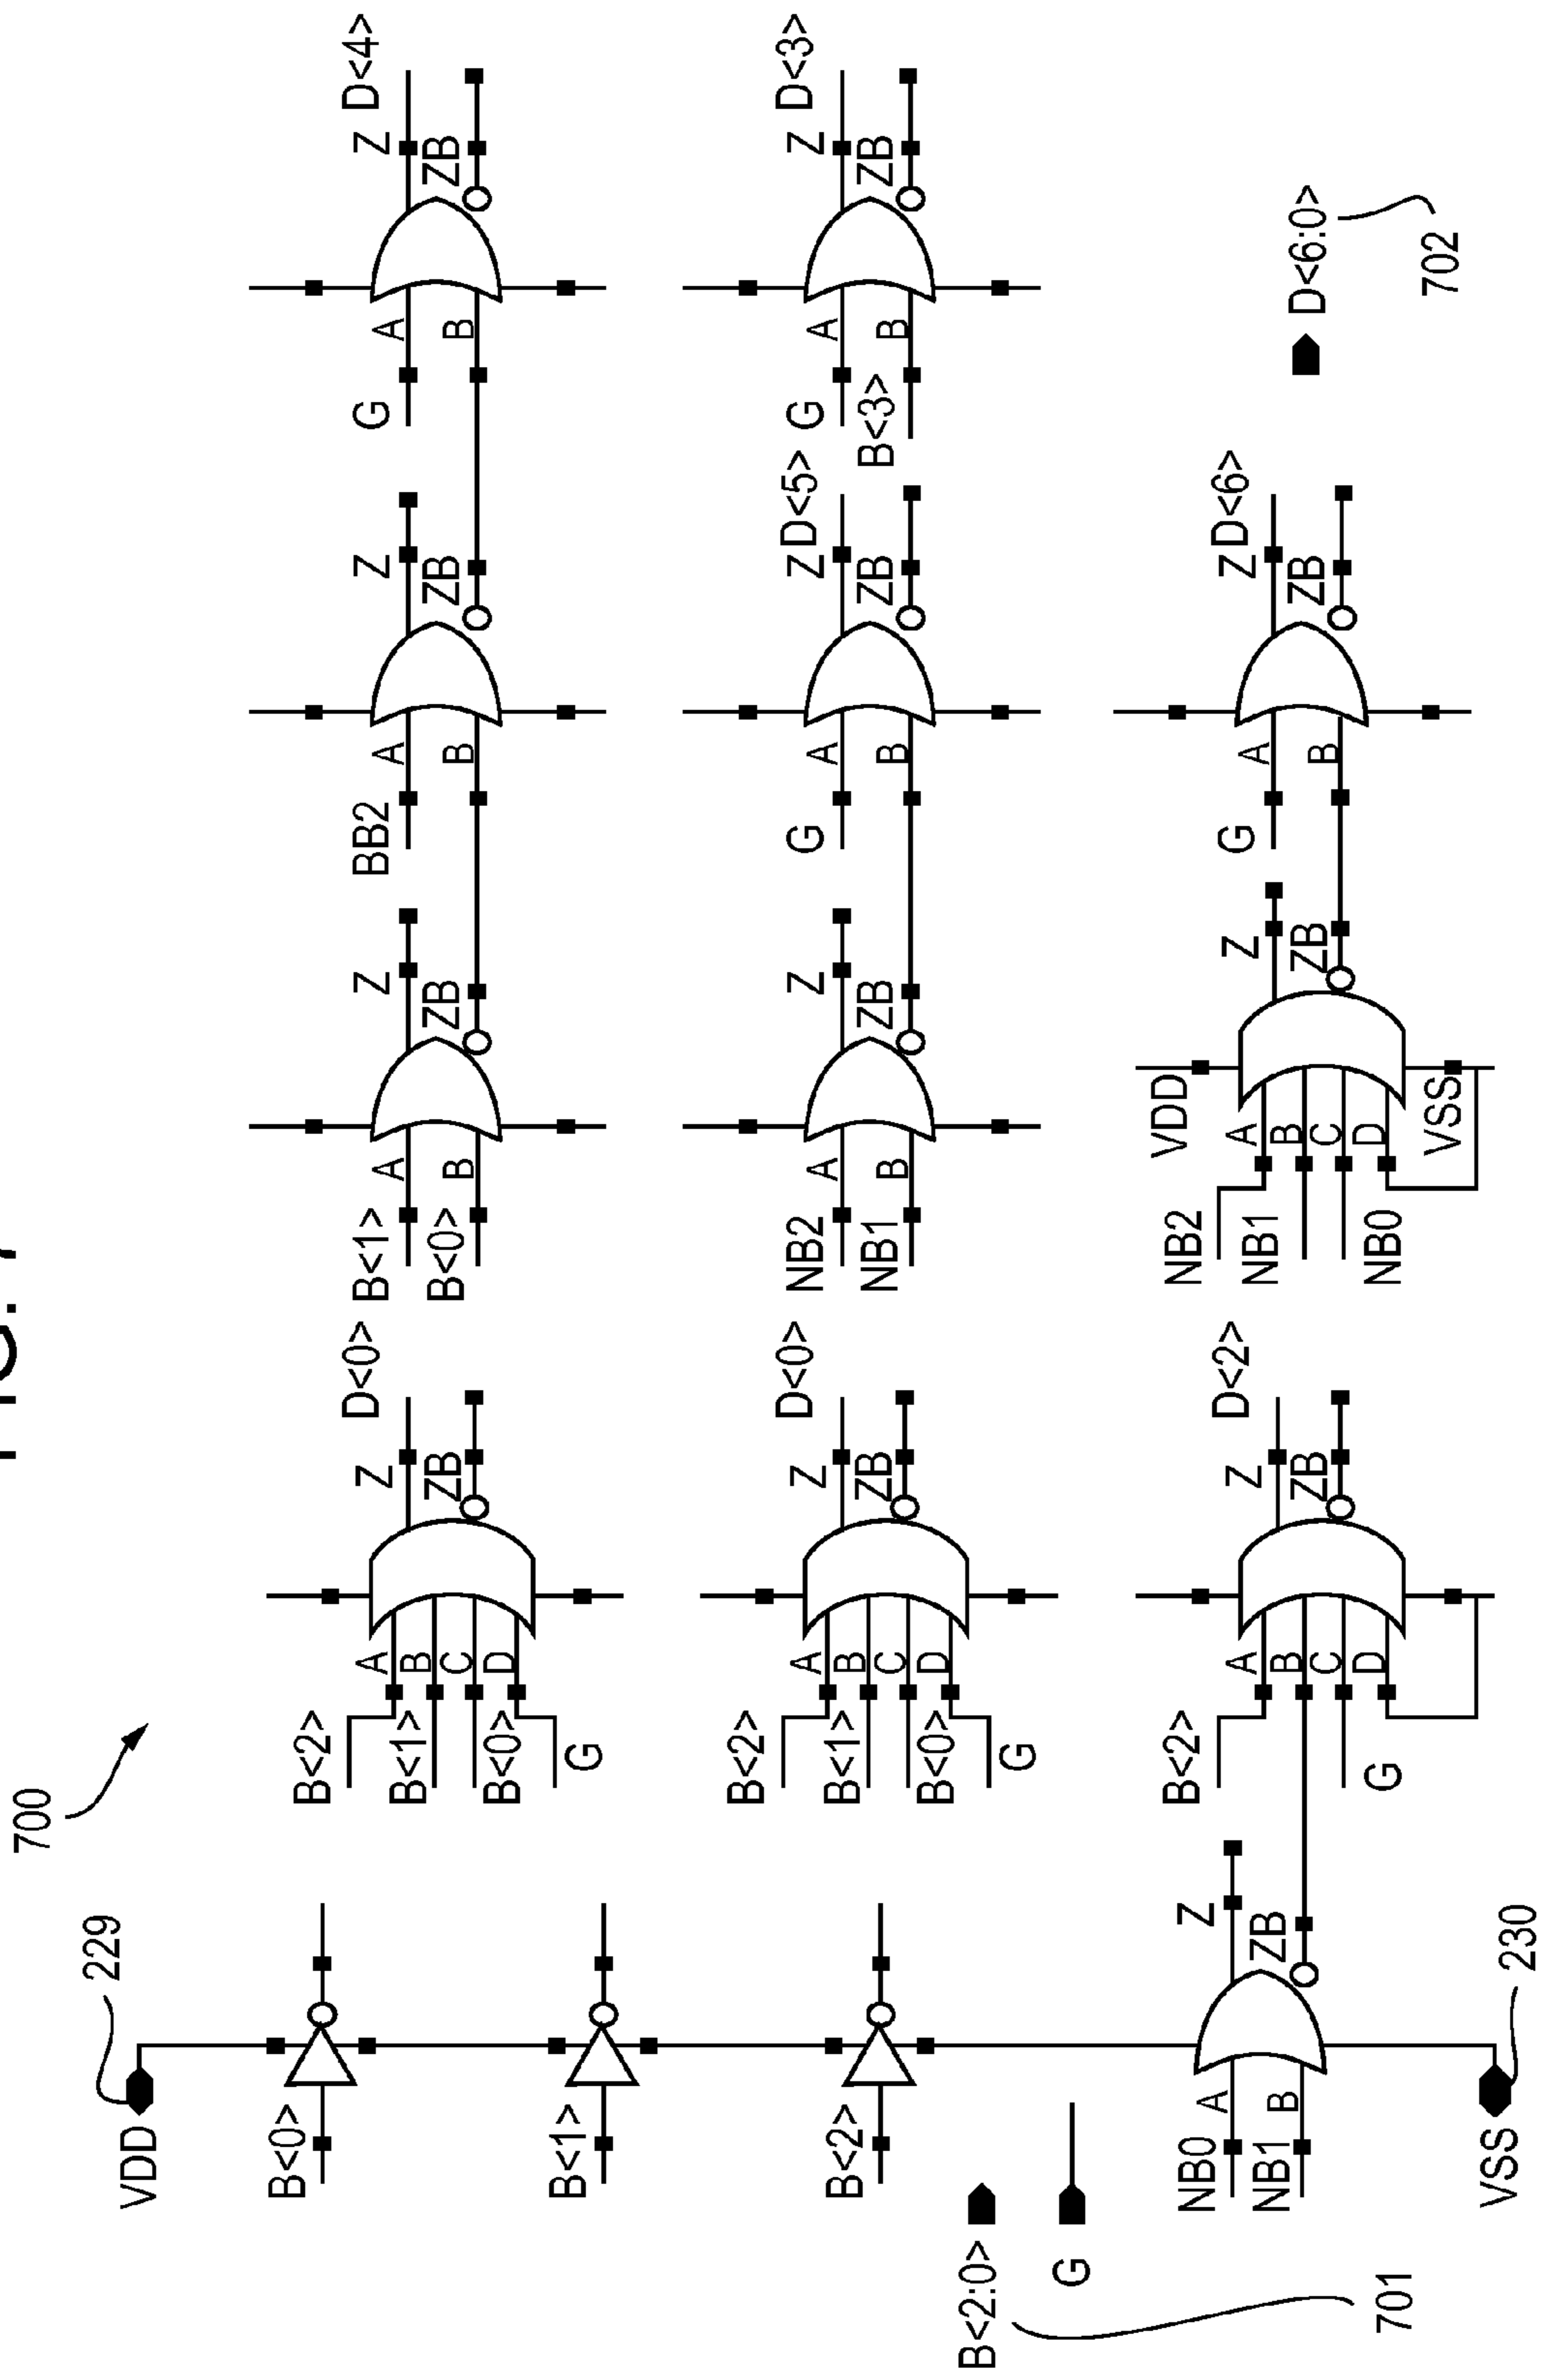 700
229
VDD
B<0>
B<1>
B<2>
B<2:0>
G
701
NB0
NB1
A
B
Z
ZB
VSS
230
B<2>
B<1>
B<0>
G
A
B
C
D
Z
ZB
D<0>
B<1>
B<0>
A
B
Z
ZB
BB2
A
B
Z
ZB
G
A
B
Z
ZB
D<4>
B<2>
B<1>
B<0>
G
A
B
C
D
Z
ZB
D<0>
NB2
NB1
A
B
Z
ZB
G
A
B
Z
ZB
D<5>
G
B<3>
A
B
Z
ZB
D<3>
B<2>
G
A
B
C
D
Z
ZB
D<2>
NB2
NB1
NB0
VDD
A
B
C
D
VSS
Z
ZB
G
A
B
Z
ZB
D<6>
D<6:0>
702